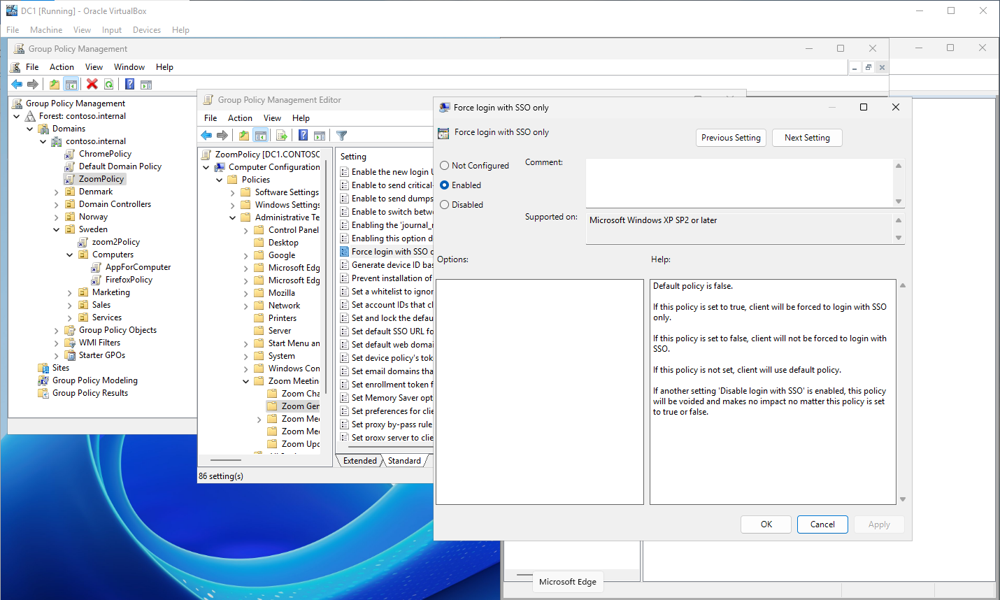 DC1 [Running] - Oracle VirtualBox
File Machine View Input Devices Help
Group Policy Management
File Action View Window Help
Group Policy Management
Forest: contoso.internal
Domains
contoso.internal
ChromePolicy
Default Domain Policy
ZoomPolicy
Denmark
Domain Controllers
Norway
Sweden
zoom2Policy
Computers
AppForComputer
FirefoxPolicy
Marketing
Sales
Services
Group Policy Objects
WMI Filters
Starter GPOs
Sites
Group Policy Modeling
Group Policy Results
Group Policy Management Editor
File Action View Help
ZoomPolicy [DC1.CONTOSO
Computer Configuration
Policies
Software Settings
Windows Settings
Administrative Te
Control Panel
Desktop
Google
Microsoft Edg
Microsoft Edg
Mozilla
Network
Printers
Server
Start Menu an
System
Windows Con
Zoom Meetin
Zoom Cha
Zoom Gen
Zoom Mee
Zoom Mee
Zoom Upd
Setting
Enable the new login U
Enable to send critical-
Enable to send dumps
Enable to switch betwe
Enabling the 'journal_r
Enabling this option d
Force login with SSO o
Generate device ID bas
Prevent installation of
Set a whitelist to ignor
Set account IDs that cl
Set and lock the defau
Set default SSO URL fo
Set default web domai
Set device policy's tok
Set email domains tha
Set enrollment token f
Set Memory Saver opt
Set preferences for clie
Set proxy by-pass rule
Set proxy server to clie
Extended Standard
86 setting(s)
Force login with SSO only
Force login with SSO only
Previous Setting Next Setting
Not Configured
Enabled
Disabled
Comment:
Supported on: Microsoft Windows XP SP2 or later
Options: Help:
Default policy is false.
If this policy is set to true, client will be forced to login with SSO
only.
If this policy is set to false, client will not be forced to login with
SSO.
If this policy is not set, client will use default policy.
If another setting 'Disable login with SSO' is enabled, this policy
will be voided and makes no impact no matter this policy is set
to true or false.
OK Cancel Apply
Microsoft Edge